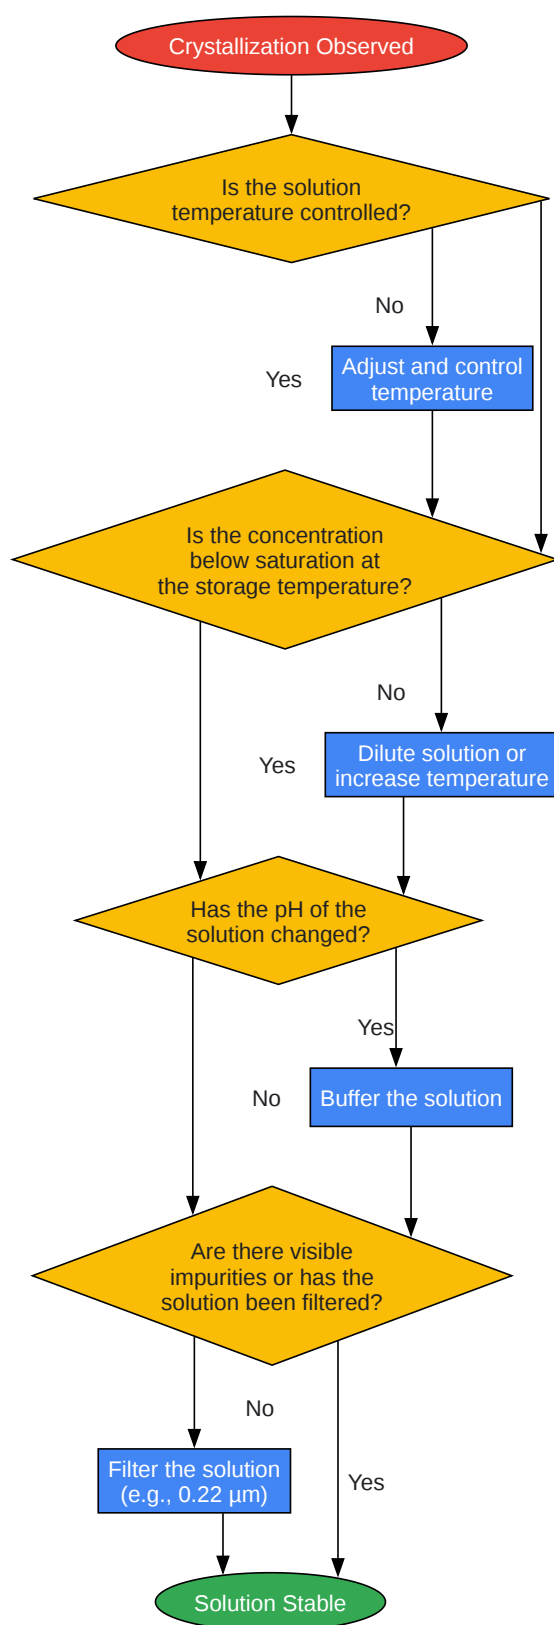 Crystallization Observed
Is the solution
temperature controlled?
No
Yes
Adjust and control
temperature
Is the concentration
below saturation at
the storage temperature?
No
Yes
Dilute solution or
increase temperature
Has the pH of the
solution changed?
Yes
No
Buffer the solution
Are there visible
impurities or has the
solution been filtered?
No
Filter the solution
(e.g., 0.22 µm)
Yes
Solution Stable